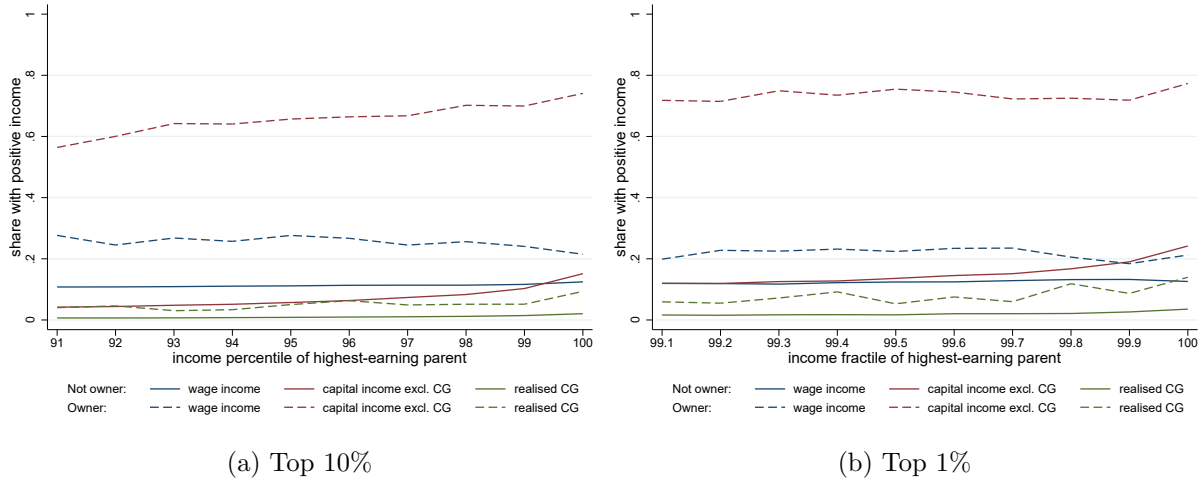 share with positive income
1
.8
.6
.4
.2
0
91 92 93 94 95 96 97 98 99 100
income percentile of highest-earning parent
Not owner: wage income capital income excl. CG realised CG
Owner: wage income capital income excl. CG realised CG
(a) Top 10%
share with positive income
1
.8
.6
.4
.2
0
99.1 99.2 99.3 99.4 99.5 99.6 99.7 99.8 99.9 100
income fractile of highest-earning parent
Not owner: wage income capital income excl. CG realised CG
Owner: wage income capital income excl. CG realised CG
(b) Top 1%